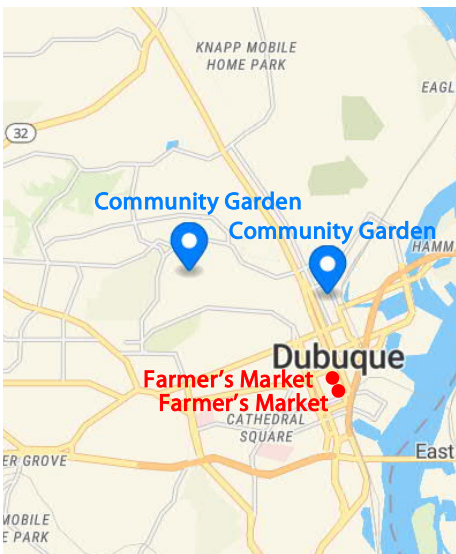 KNAPP MOBILE
HOME PARK
EAGL
32
Community Garden
Community Garden
HAMM
Dubuque
Farmer's Market
Farmer's Market
CATHEDRAL
SQUARE
East
ER GROVE
MOBILE
E PARK